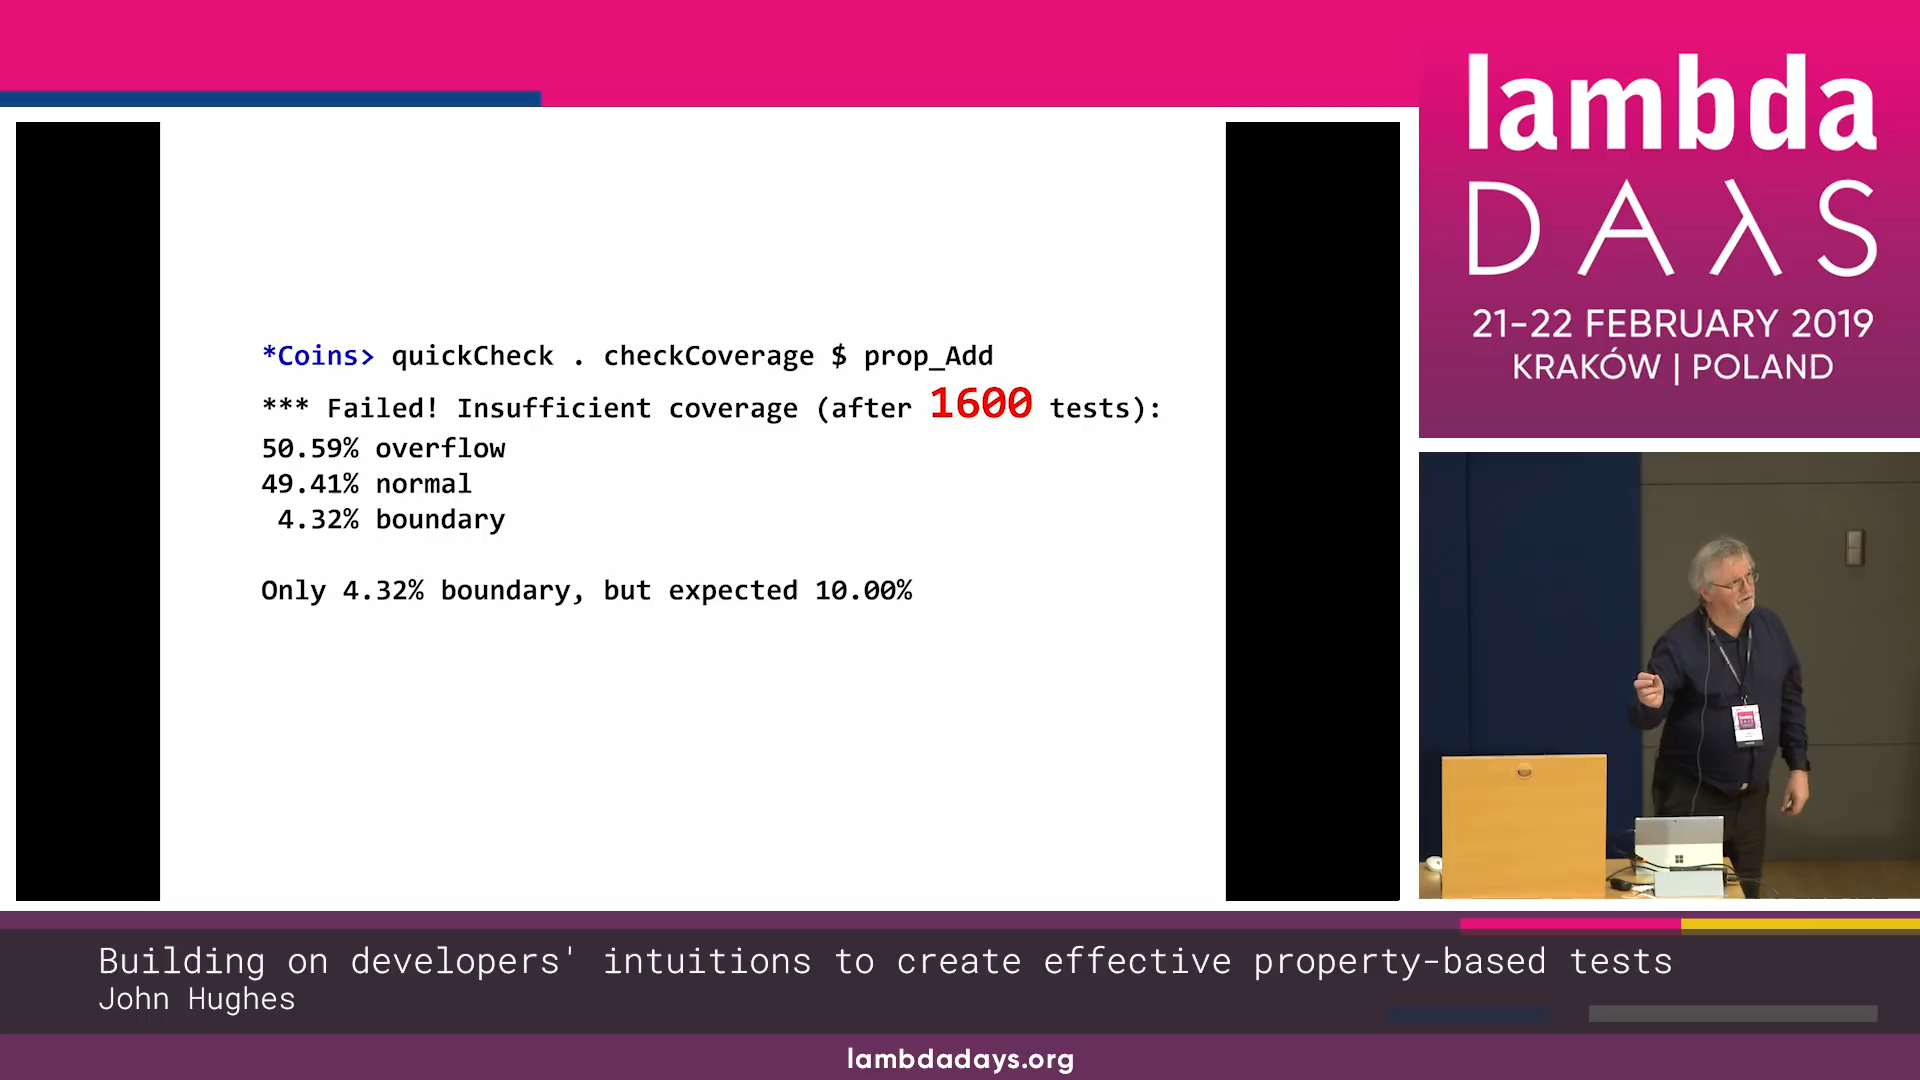 *Coins> quickCheck . checkCoverage $ prop_Add
*** Failed! Insufficient coverage (after 1600 tests):
50.59% overflow
49.41% normal
4.32% boundary
Only 4.32% boundary, but expected 10.00%
lambda
DAλS
21-22 FEBRUARY 2019
KRAKÓW | POLAND
Building on developers' intuitions to create effective property-based tests
John Hughes
lambdadays.org